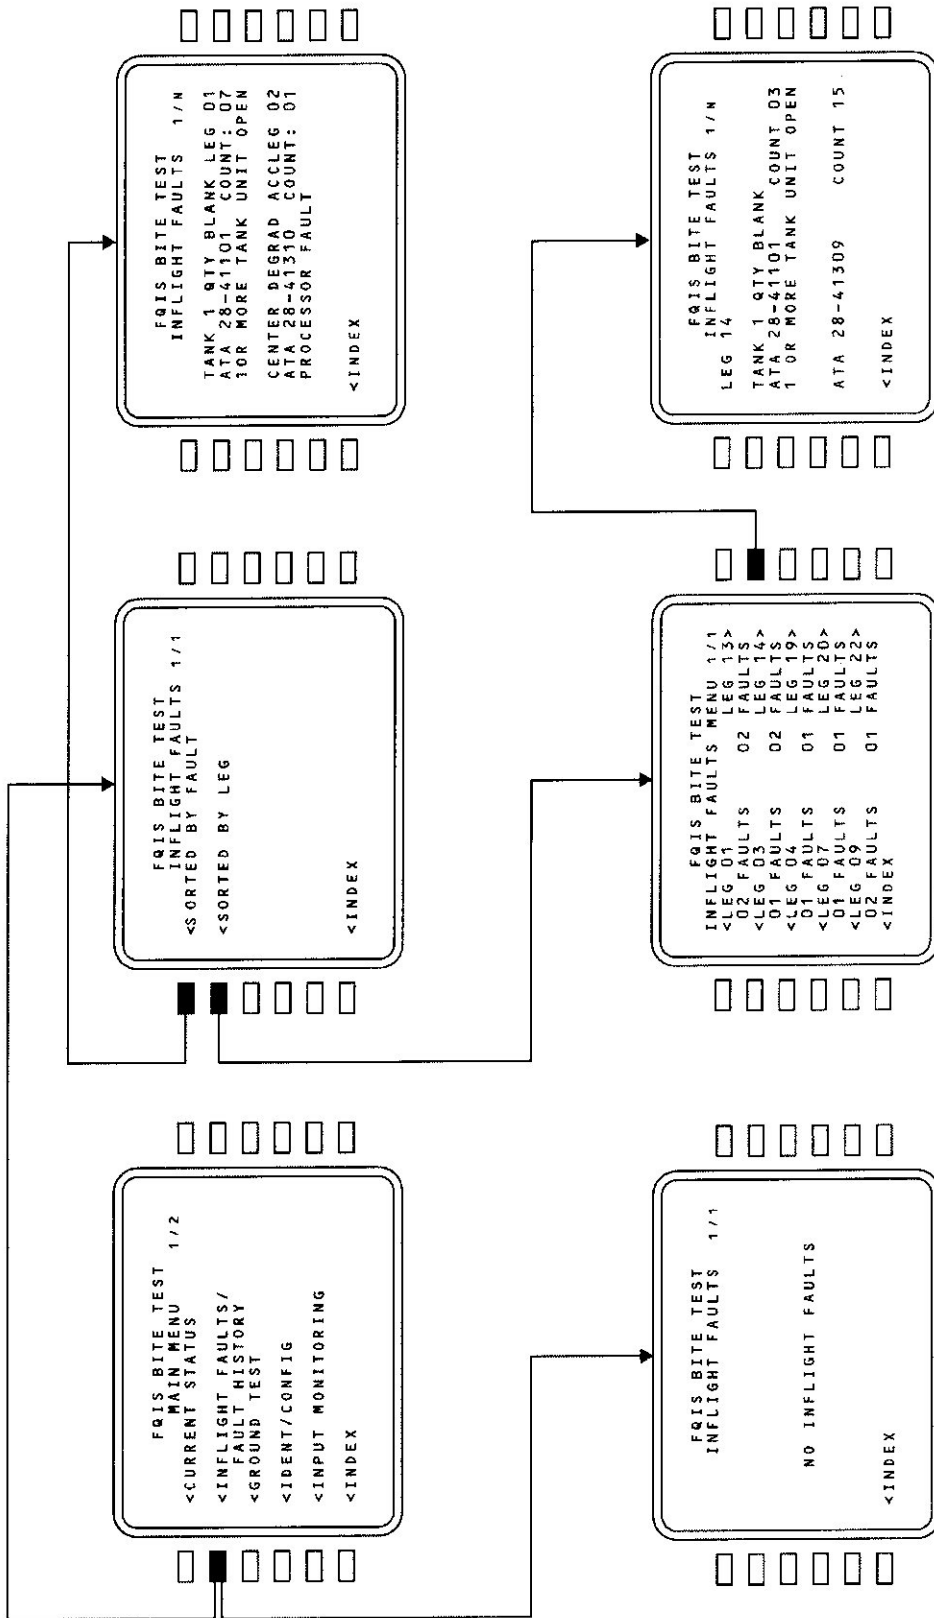 FQIS BITE TEST
MAIN MENU 1/2
<CURRENT STATUS
<INFLIGHT FAULTS/
FAULT HISTORY
<GROUND TEST
<IDENT/CONFIG
<INPUT MONITORING
<INDEX
FQIS BITE TEST
INFLIGHT FAULTS 1/1
<SORTED BY FAULT
<SORTED BY LEG
<INDEX
FQIS BITE TEST
INFLIGHT FAULTS 1/N
TANK 1 QTY BLANK LEG 01
ATA 28-41101 COUNT: 07
1OR MORE TANK UNIT OPEN
CENTER DEGRAD ACCLEG 02
ATA 28-41310 COUNT: 01
PROCESSOR FAULT
<INDEX
FQIS BITE TEST
INFLIGHT FAULTS 1/1
NO INFLIGHT FAULTS
<INDEX
FQIS BITE TEST
INFLIGHT FAULTS MENU 1/1
<LEG 01 LEG 13>
02 FAULTS 02 FAULTS
<LEG 03 LEG 14>
01 FAULTS 02 FAULTS
<LEG 04 LEG 19>
01 FAULTS 01 FAULTS
<LEG 07 LEG 20>
01 FAULTS 01 FAULTS
<LEG 09 LEG 22>
02 FAULTS 01 FAULTS
<INDEX
FQIS BITE TEST
INFLIGHT FAULTS 1/N
LEG 14
TANK 1 QTY BLANK
ATA 28-41101 COUNT 03
1 OR MORE TANK UNIT OPEN
ATA 28-41309 COUNT 15
<INDEX